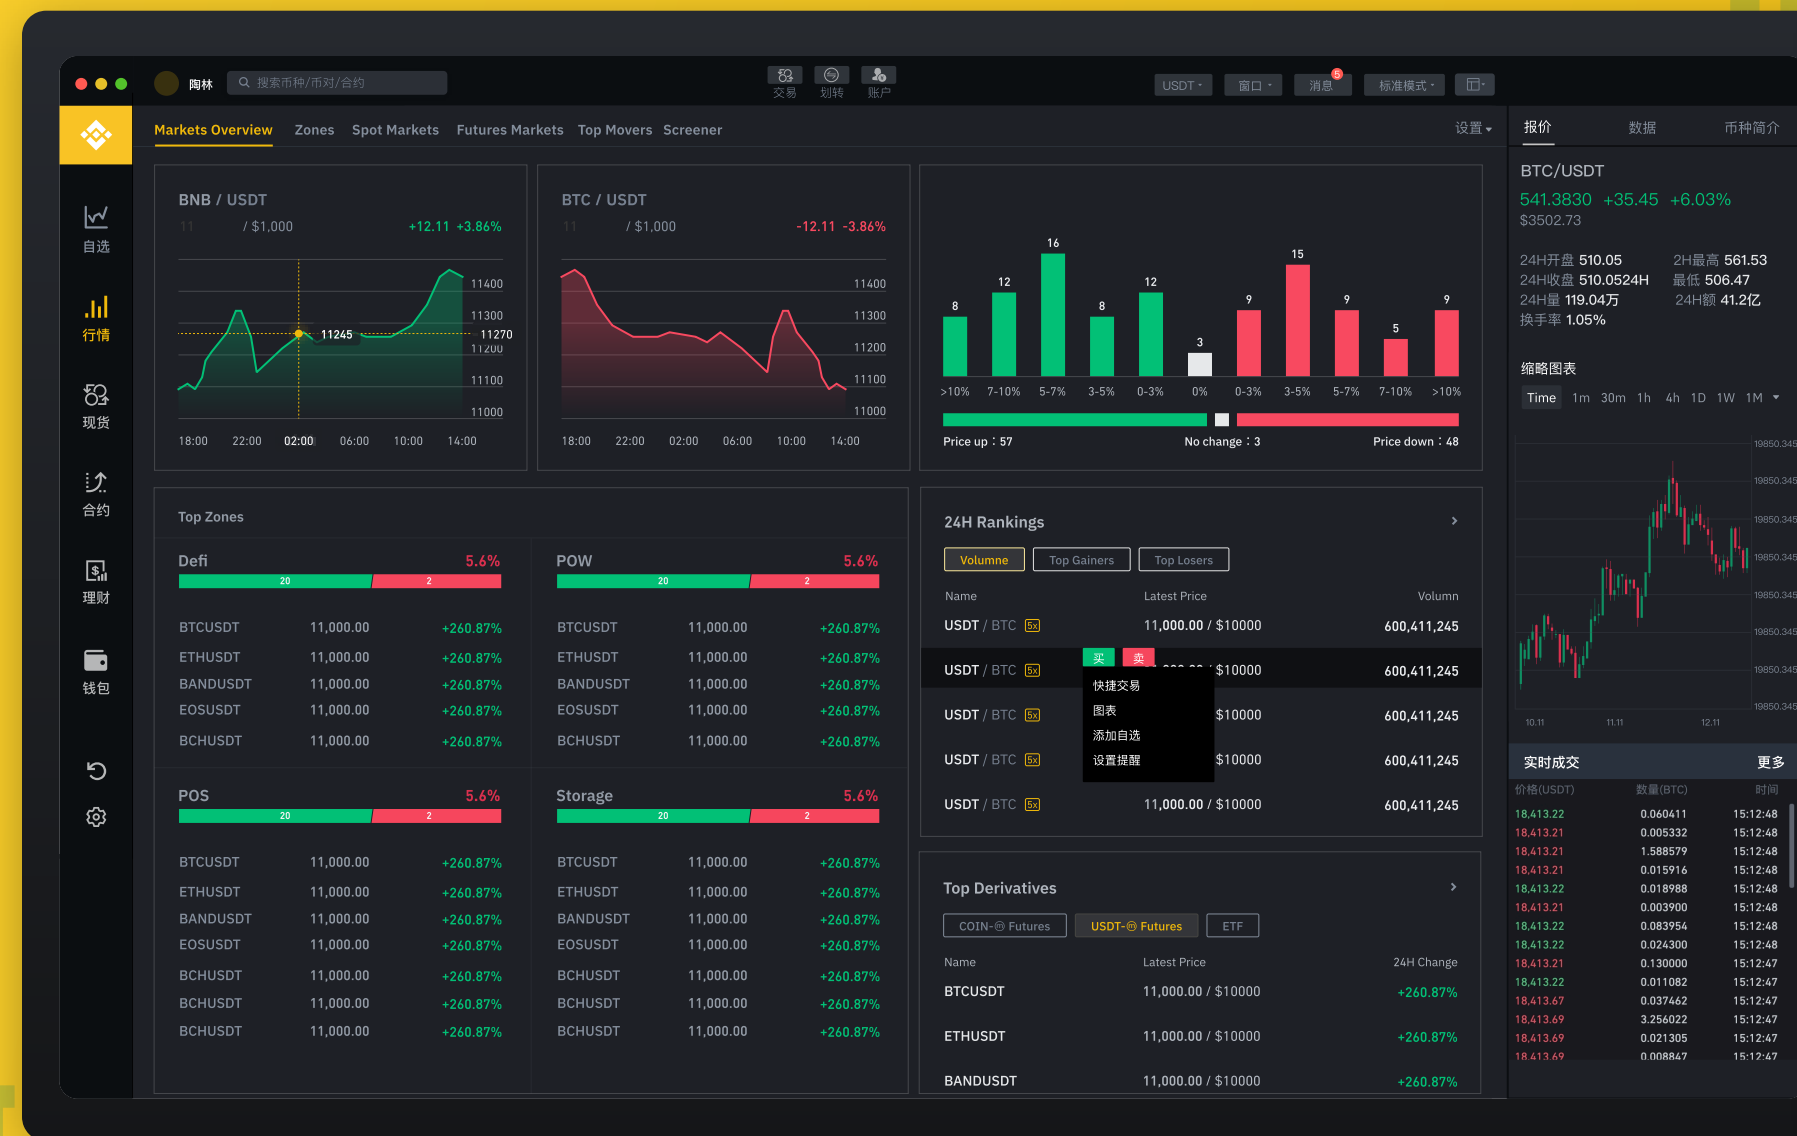 陶林
搜索币种/币对/合约
交易
划转
账户
USDT
窗口
消息
5
标准模式
自选
行情
现货
合约
理财
钱包
Markets Overview Zones Spot Markets Futures Markets Top Movers Screener
设置
BNB / USDT
11 / $1,000 +12.11 +3.86%
11400
11300
11245
11270
11200
11100
11000
18:00 22:00 02:00 06:00 10:00 14:00
BTC / USDT
11 / $1,000 -12.11 -3.86%
11400
11300
11200
11100
11000
18:00 22:00 02:00 06:00 10:00 14:00
8 12 16 8 12 3 9 15 9 5 9
>10% 7-10% 5-7% 3-5% 0-3% 0% 0-3% 3-5% 5-7% 7-10% >10%
Price up：57 No change：3 Price down：48
Top Zones
Defi 5.6%
20 2
BTCUSDT 11,000.00 +260.87%
ETHUSDT 11,000.00 +260.87%
BANDUSDT 11,000.00 +260.87%
EOSUSDT 11,000.00 +260.87%
BCHUSDT 11,000.00 +260.87%
POW 5.6%
20 2
BTCUSDT 11,000.00 +260.87%
ETHUSDT 11,000.00 +260.87%
BANDUSDT 11,000.00 +260.87%
EOSUSDT 11,000.00 +260.87%
BCHUSDT 11,000.00 +260.87%
POS 5.6%
20 2
BTCUSDT 11,000.00 +260.87%
ETHUSDT 11,000.00 +260.87%
BANDUSDT 11,000.00 +260.87%
EOSUSDT 11,000.00 +260.87%
BCHUSDT 11,000.00 +260.87%
BCHUSDT 11,000.00 +260.87%
BCHUSDT 11,000.00 +260.87%
Storage 5.6%
20 2
BTCUSDT 11,000.00 +260.87%
ETHUSDT 11,000.00 +260.87%
BANDUSDT 11,000.00 +260.87%
EOSUSDT 11,000.00 +260.87%
BCHUSDT 11,000.00 +260.87%
BCHUSDT 11,000.00 +260.87%
BCHUSDT 11,000.00 +260.87%
24H Rankings
Volumne Top Gainers Top Losers
Name Latest Price Volumn
USDT / BTC 5x 11,000.00 / $10000 600,411,245
USDT / BTC 5x $10000 600,411,245
买 卖
快捷交易
图表
添加自选
设置提醒
USDT / BTC 5x $10000 600,411,245
USDT / BTC 5x $10000 600,411,245
USDT / BTC 5x 11,000.00 / $10000 600,411,245
Top Derivatives
COIN-ⓜ Futures USDT-ⓜ Futures ETF
Name Latest Price 24H Change
BTCUSDT 11,000.00 / $10000 +260.87%
ETHUSDT 11,000.00 / $10000 +260.87%
BANDUSDT 11,000.00 / $10000 +260.87%
报价 数据 币种简介
BTC/USDT
541.3830 +35.45 +6.03%
$3502.73
24H开盘 510.05 2H最高 561.53
24H收盘 510.0524H 最低 506.47
24H量 119.04万 24H额 41.2亿
换手率 1.05%
缩略图表
Time 1m 30m 1h 4h 1D 1W 1M
19850.345
19850.345
19850.345
19850.345
19850.345
19850.345
19850.345
19850.345
10.11 11.11 12.11
实时成交 更多
价格(USDT) 数量(BTC) 时间
18,413.22 0.060411 15:12:48
18,413.21 0.005332 15:12:48
18,413.21 1.588579 15:12:48
18,413.21 0.015916 15:12:48
18,413.22 0.018988 15:12:48
18,413.21 0.003900 15:12:48
18,413.22 0.083954 15:12:48
18,413.22 0.024300 15:12:48
18,413.21 0.130000 15:12:47
18,413.22 0.011082 15:12:47
18,413.67 0.037462 15:12:47
18,413.69 3.256022 15:12:47
18,413.69 0.021305 15:12:47
18,413.69 0.008847 15:12:47